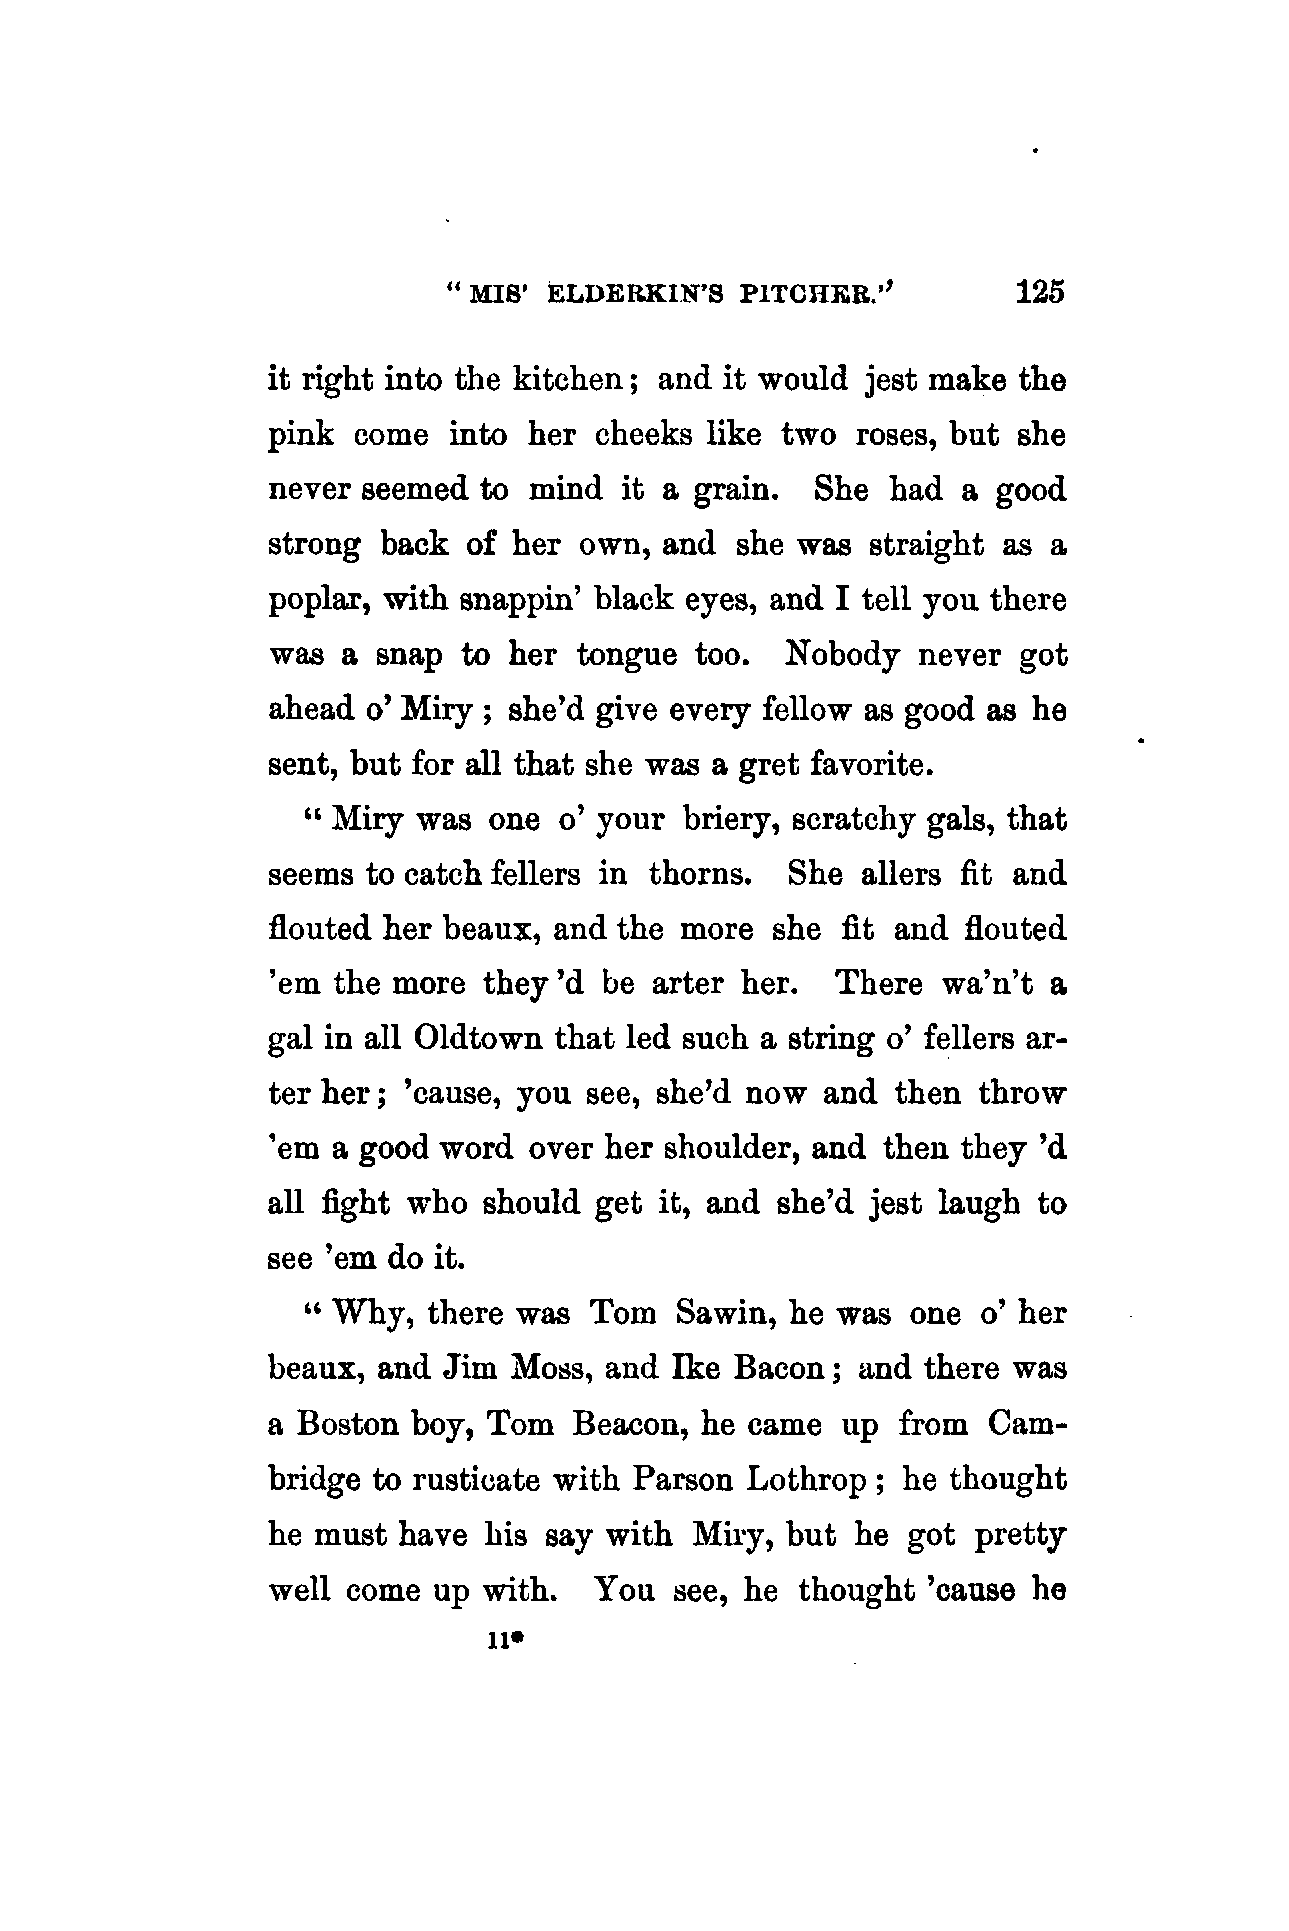 “ MIS' ELDERKIN'S PITCHER.” 125
it right into the kitchen; and it would jest make the
pink come into her cheeks like two roses, but she
never seemed to mind it a grain. She had a good
strong back of her own, and she was straight as a
poplar, with snappin’ black eyes, and I tell you there
was a snap to her tongue too. Nobody never got
ahead o’ Miry ; she’d give every fellow as good as he
sent, but for all that she was a gret favorite.
“ Miry was one o’ your briery, scratchy gals, that
seems to catch fellers in thorns. She allers fit and
flouted her beaux, and the more she fit and flouted
’em the more they ’d be arter her. There wa’n’t a
gal in all Oldtown that led such a string o’ fellers ar-
ter her ; ’cause, you see, she’d now and then throw
’em a good word over her shoulder, and then they ’d
all fight who should get it, and she’d jest laugh to
see ’em do it.
“ Why, there was Tom Sawin, he was one o’ her
beaux, and Jim Moss, and Ike Bacon ; and there was
a Boston boy, Tom Beacon, he came up from Cam-
bridge to rusticate with Parson Lothrop ; he thought
he must have his say with Miry, but he got pretty
well come up with. You see, he thought ’cause he
11*